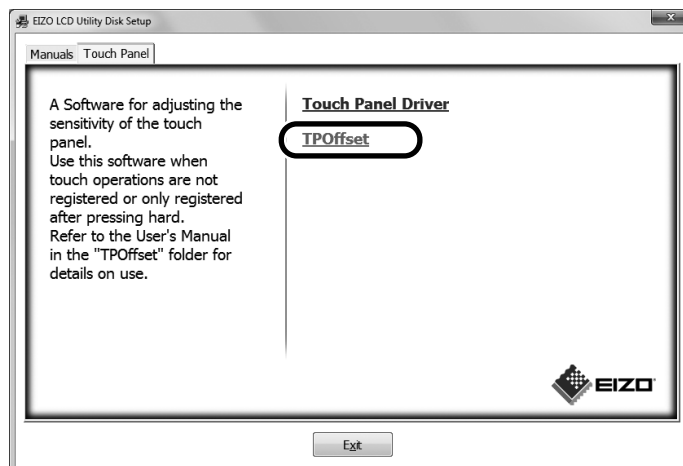 EIZO LCD Utility Disk Setup
x
Manuals Touch Panel
A Software for adjusting the
sensitivity of the touch
panel.
Use this software when
touch operations are not
registered or only registered
after pressing hard.
Refer to the User's Manual
in the "TPOffset" folder for
details on use.
Touch Panel Driver
TPOffset
EIZO
Exit